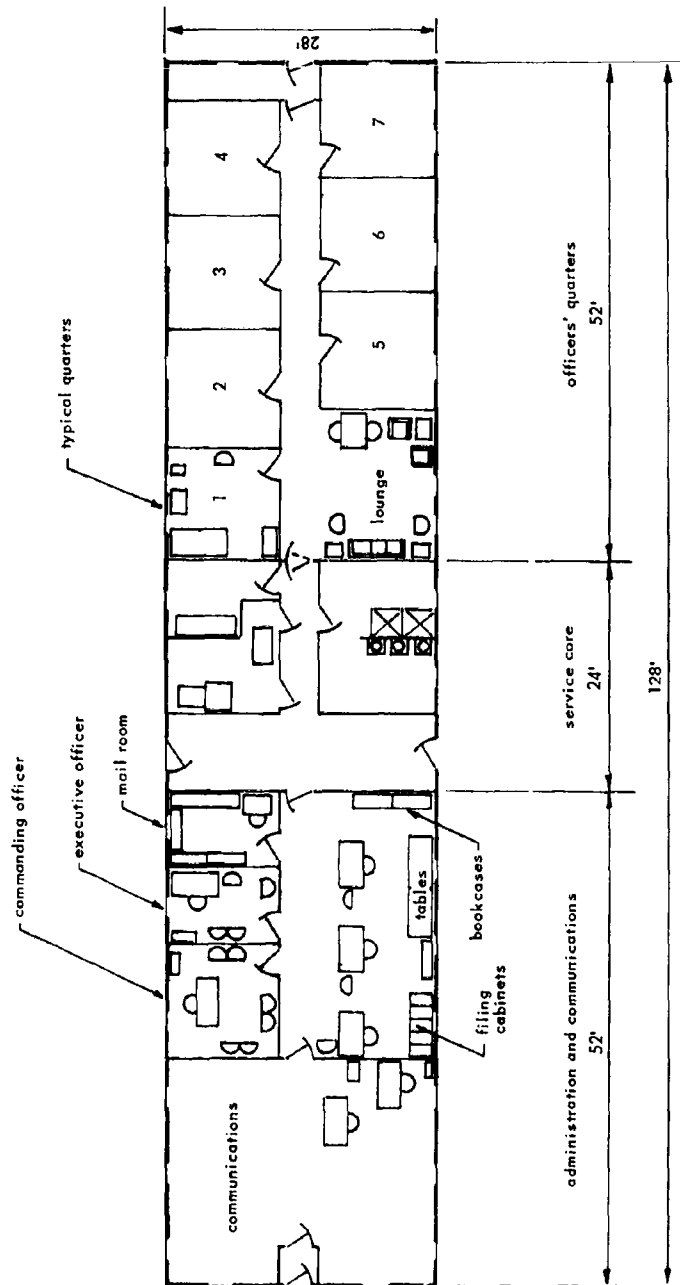 commanding officer
executive officer
mail room
typical quarters
28'
communications
1
2
3
4
lounge
5
6
7
tables
filing
cabinets
bookcases
administration and communications
52'
service core
24'
officers' quarters
52'
128'